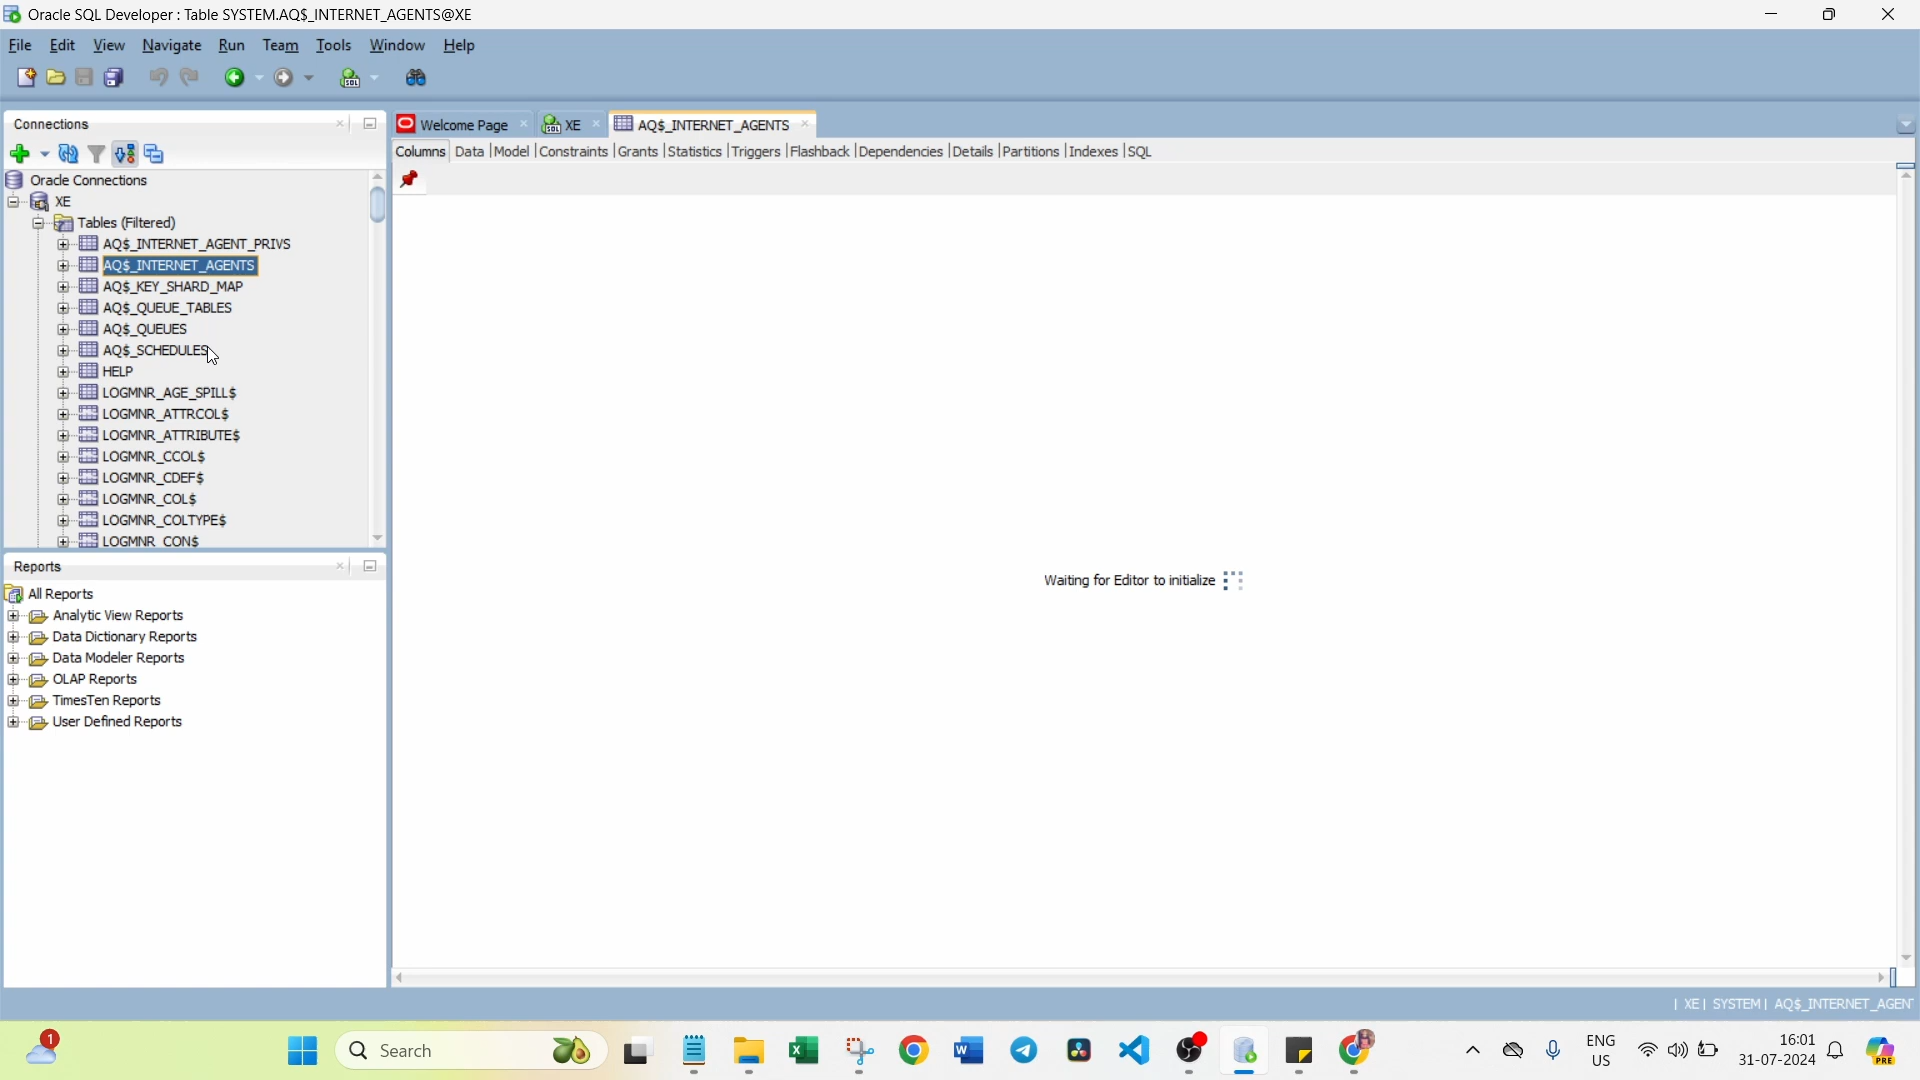 Oracle SQL Developer : Table SYSTEM.AQ$_INTERNET_AGENTS@XE
File Edit View Navigate Run Team Tools Window Help
SQL
Connections
Welcome Page
SQL XE
AQ$_INTERNET_AGENTS
Columns Data Model Constraints Grants Statistics Triggers Flashback Dependencies Details Partitions Indexes SQL
Oracle Connections
XE
Tables (Filtered)
AQ$_INTERNET_AGENT_PRIVS
AQ$_INTERNET_AGENTS
AQ$_KEY_SHARD_MAP
AQ$_QUEUE_TABLES
AQ$_QUEUES
AQ$_SCHEDULES
HELP
LOGMNR_AGE_SPILL$
LOGMNR_ATTRCOL$
LOGMNR_ATTRIBUTE$
LOGMNR_CCOL$
LOGMNR_CDEF$
LOGMNR_COL$
LOGMNR_COLTYPE$
LOGMNR_CON$
Waiting for Editor to initialize
Reports
All Reports
Analytic View Reports
Data Dictionary Reports
Data Modeler Reports
OLAP Reports
TimesTen Reports
User Defined Reports
| XE| SYSTEM| AQ$_INTERNET_AGEN
1
Search
ENG
US
16:01
31-07-2024
PRE